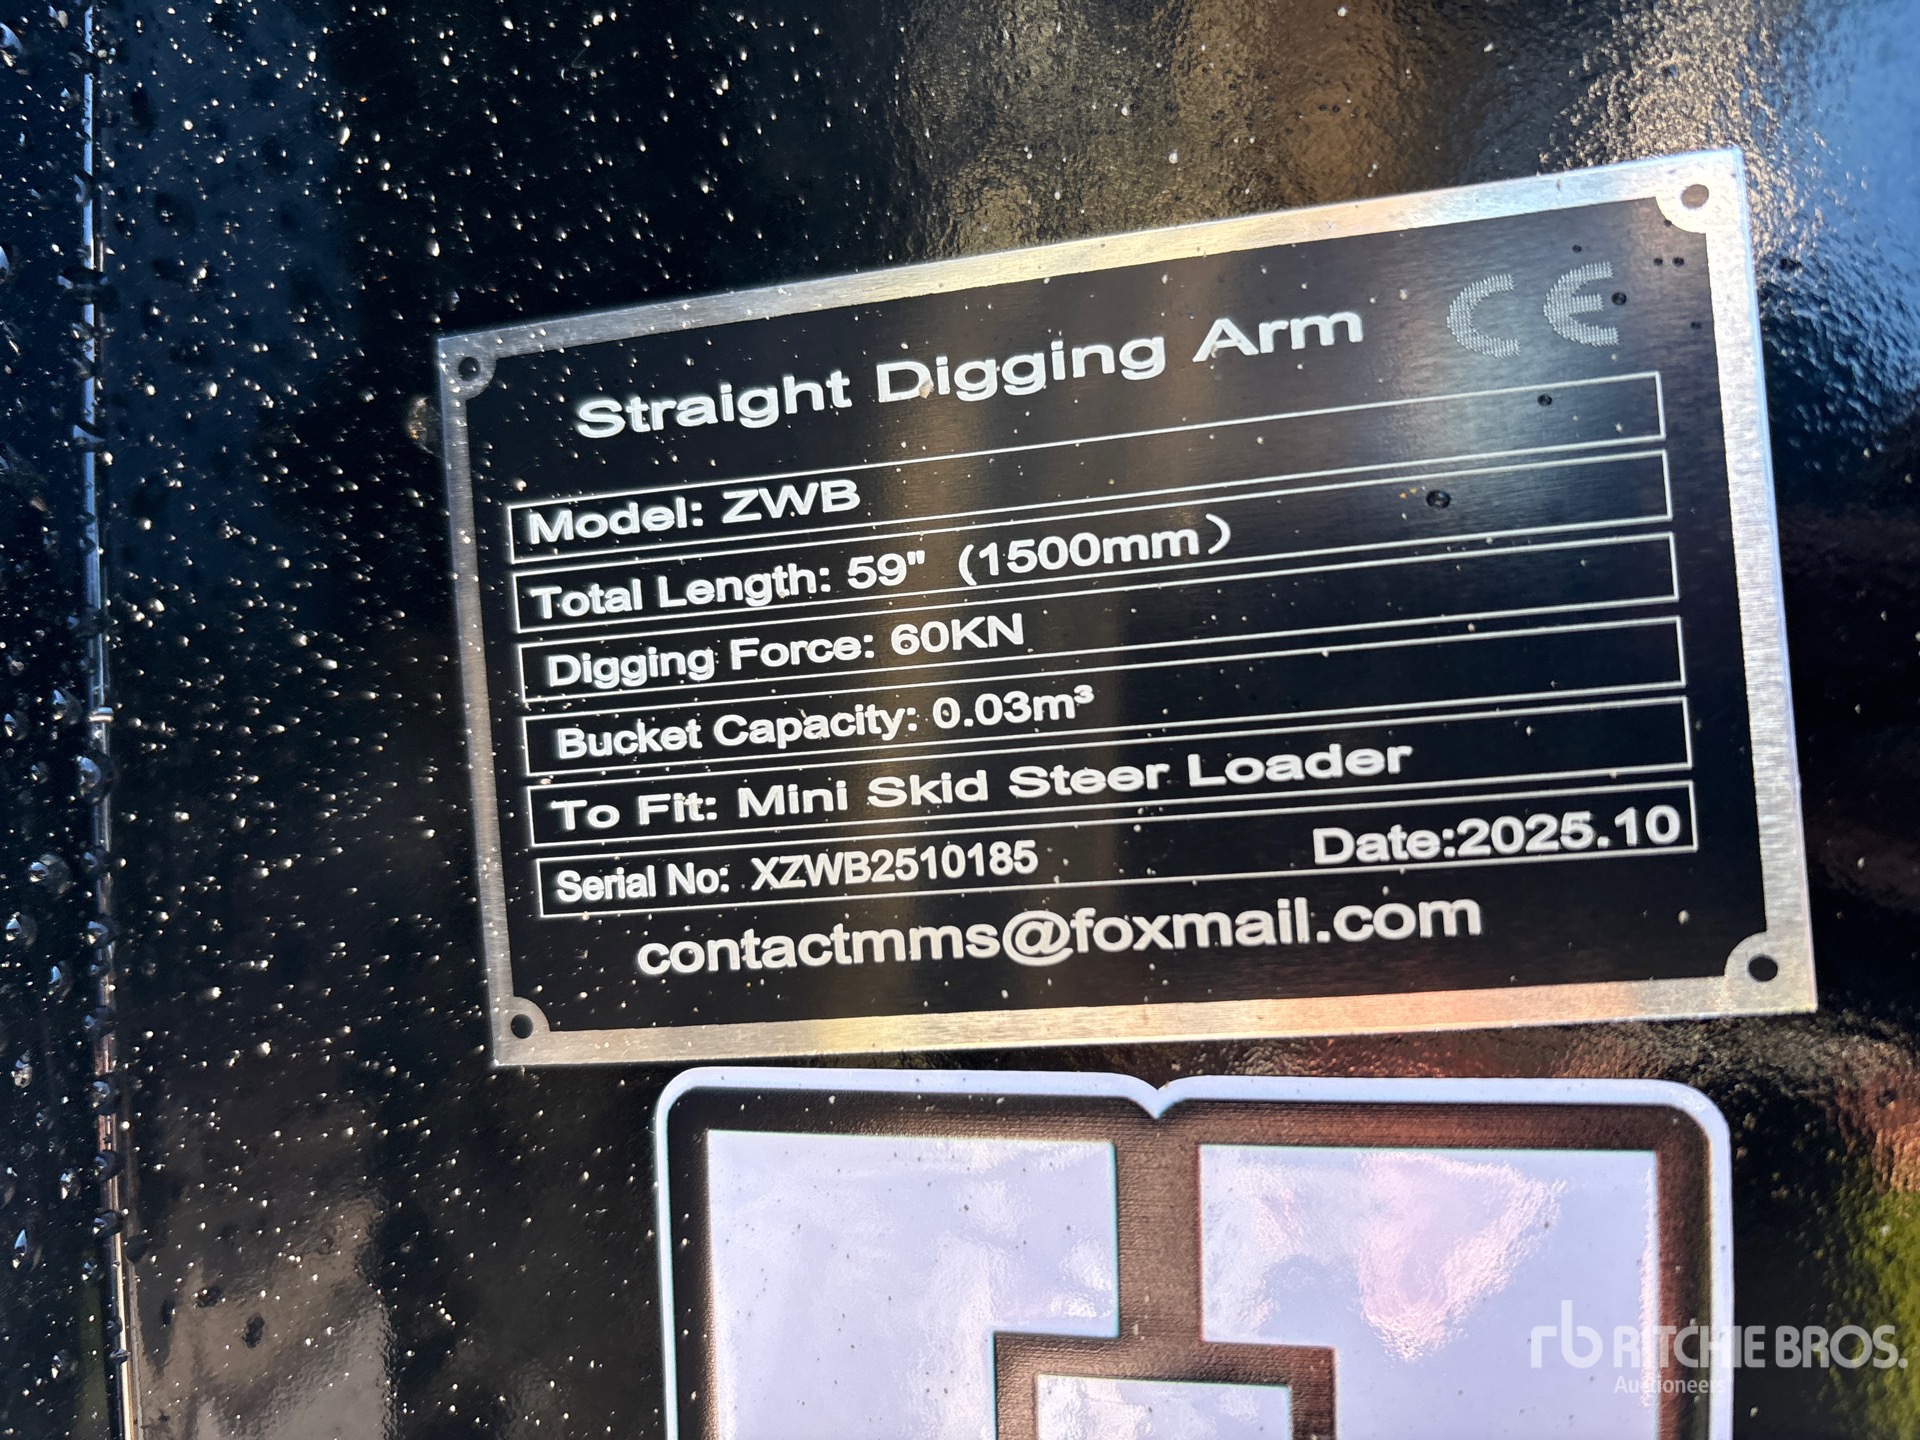 Straight Digging Arm CE
Model: ZWB
Total Length: 59" (1500mm)
Digging Force: 60KN
Bucket Capacity: 0.03m³
To Fit: Mini Skid Steer Loader
Serial No: XZWB2510185 Date:2025.10
contactmms@foxmail.com
rb RITCHIE BROS.
Auctioneers